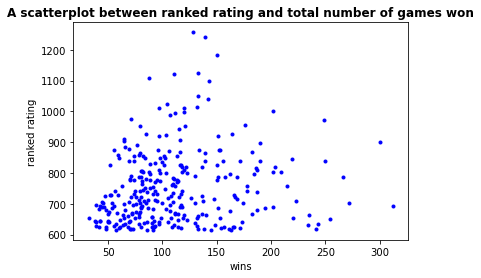 A scatterplot between ranked rating and total number of games won
1200
1100
1000
900
800
700
600
ranked rating
50 100 150 200 250 300
wins